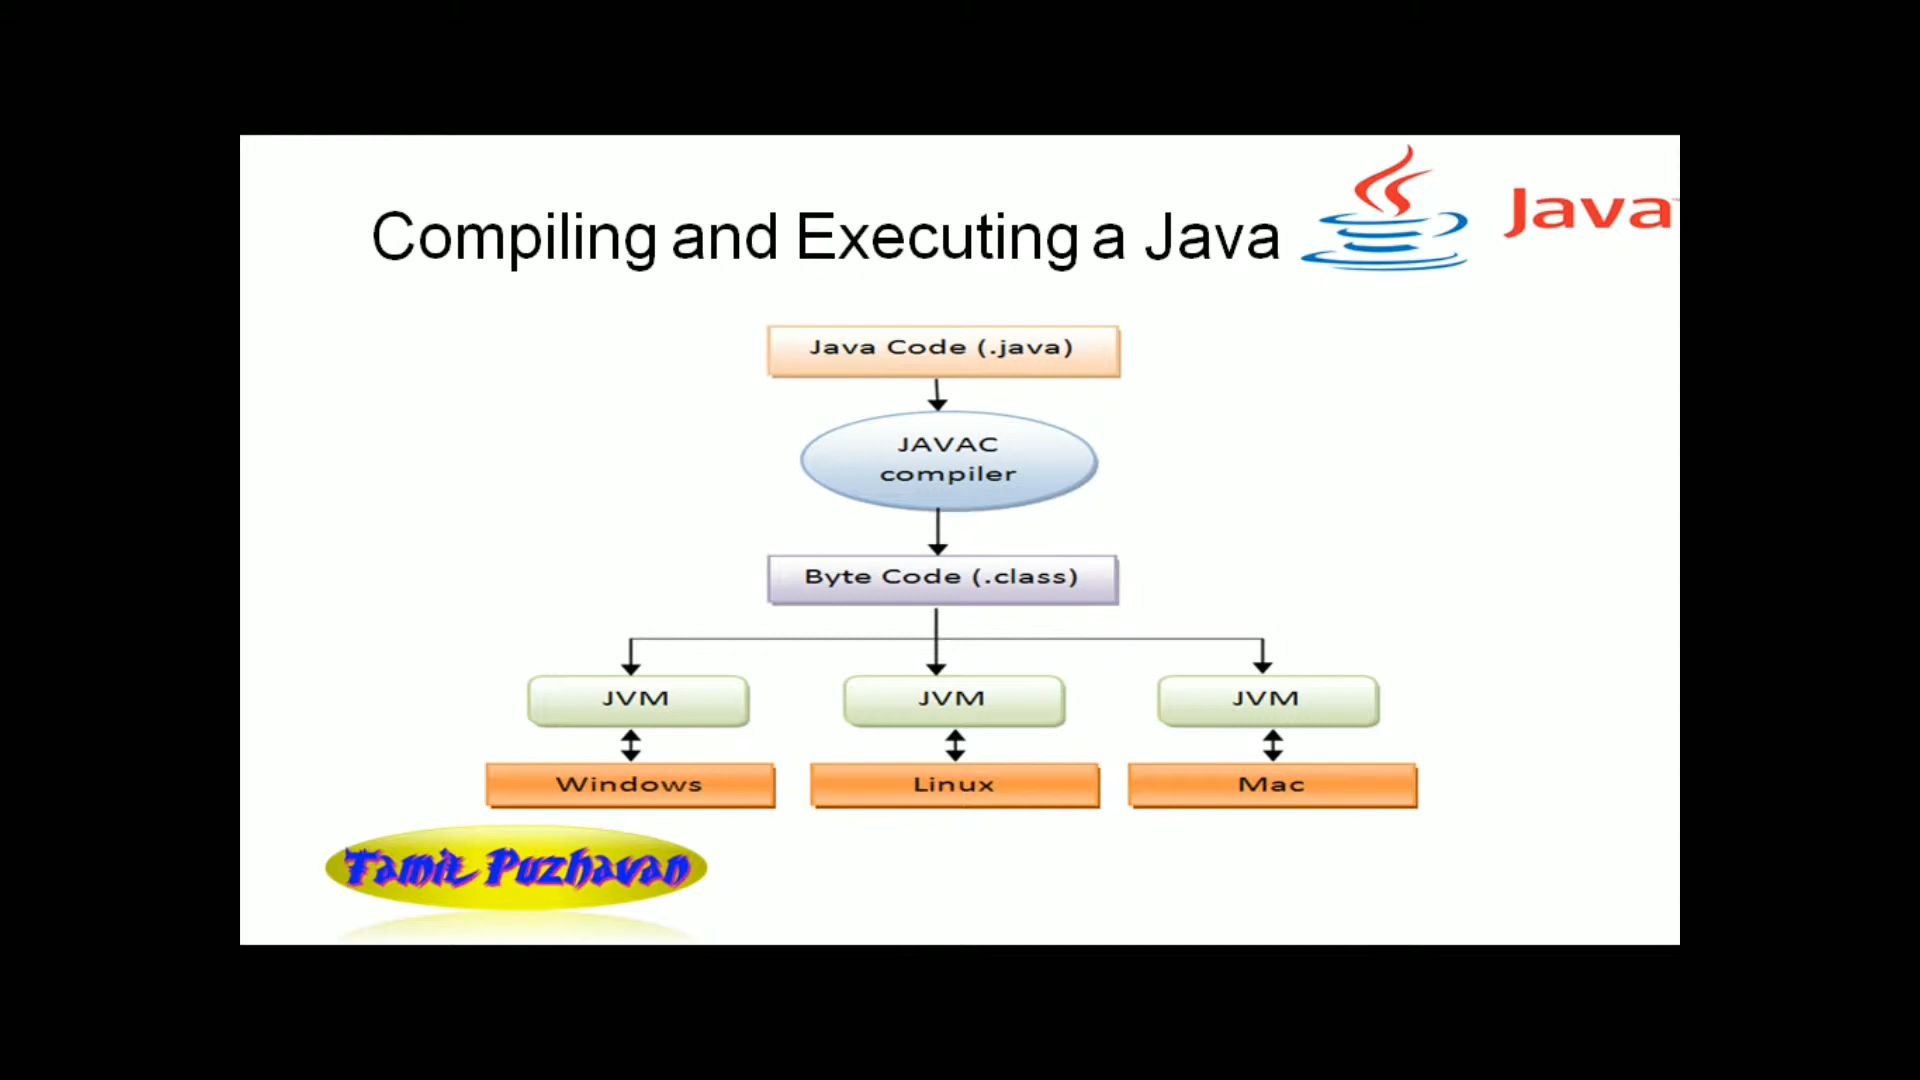 Compiling and Executing a Java
Java™
Java Code (.java)
JAVAC
compiler
Byte Code (.class)
JVM JVM JVM
Windows Linux Mac
Tamil Puzhavan